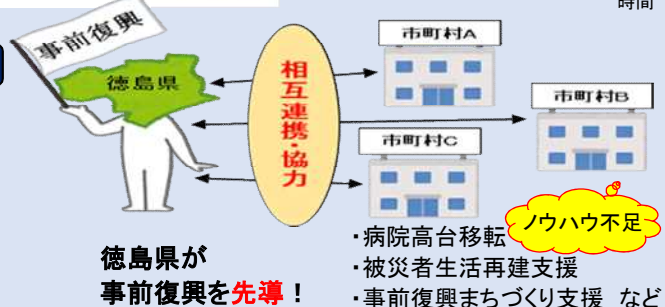 時間
事前復興
徳島県
相互連携・協力
市町村A
市町村B
市町村C
ノウハウ不足
・病院高台移転
・被災者生活再建支援
・事前復興まちづくり支援 など
徳島県が
事前復興を先導！